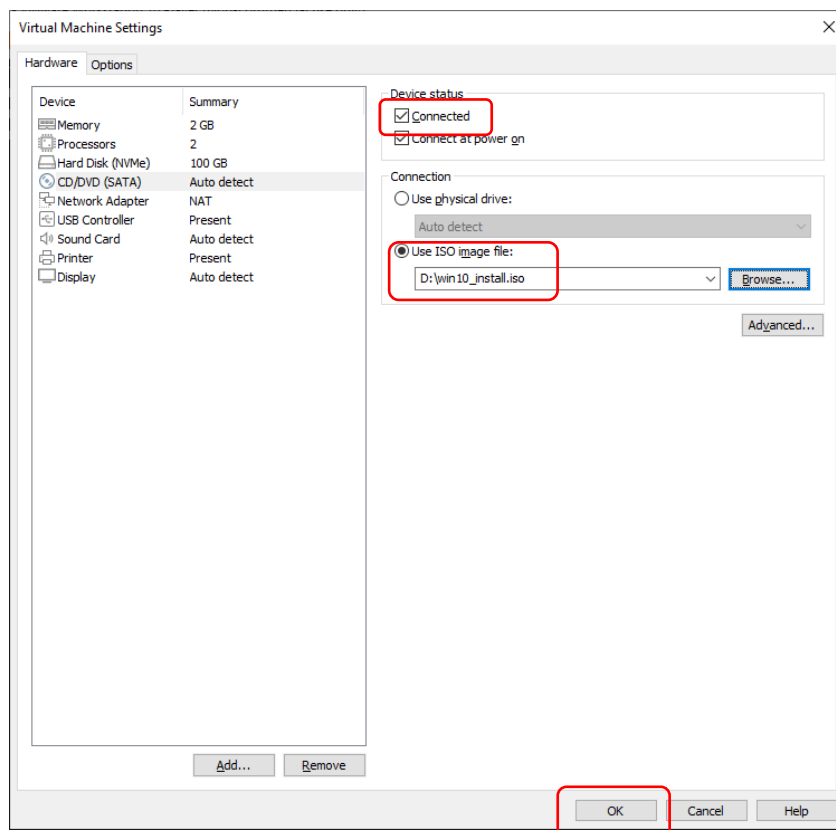 Virtual Machine Settings
Hardware Options
Device Summary
Memory 2 GB
Processors 2
Hard Disk (NVMe) 100 GB
CD/DVD (SATA) Auto detect
Network Adapter NAT
USB Controller Present
Sound Card Auto detect
Printer Present
Display Auto detect
Add... Remove
Device status
Connected
Connect at power on
Connection
Use physical drive:
Auto detect
Use ISO image file:
D:\win10_install.iso Browse...
Advanced...
OK Cancel Help